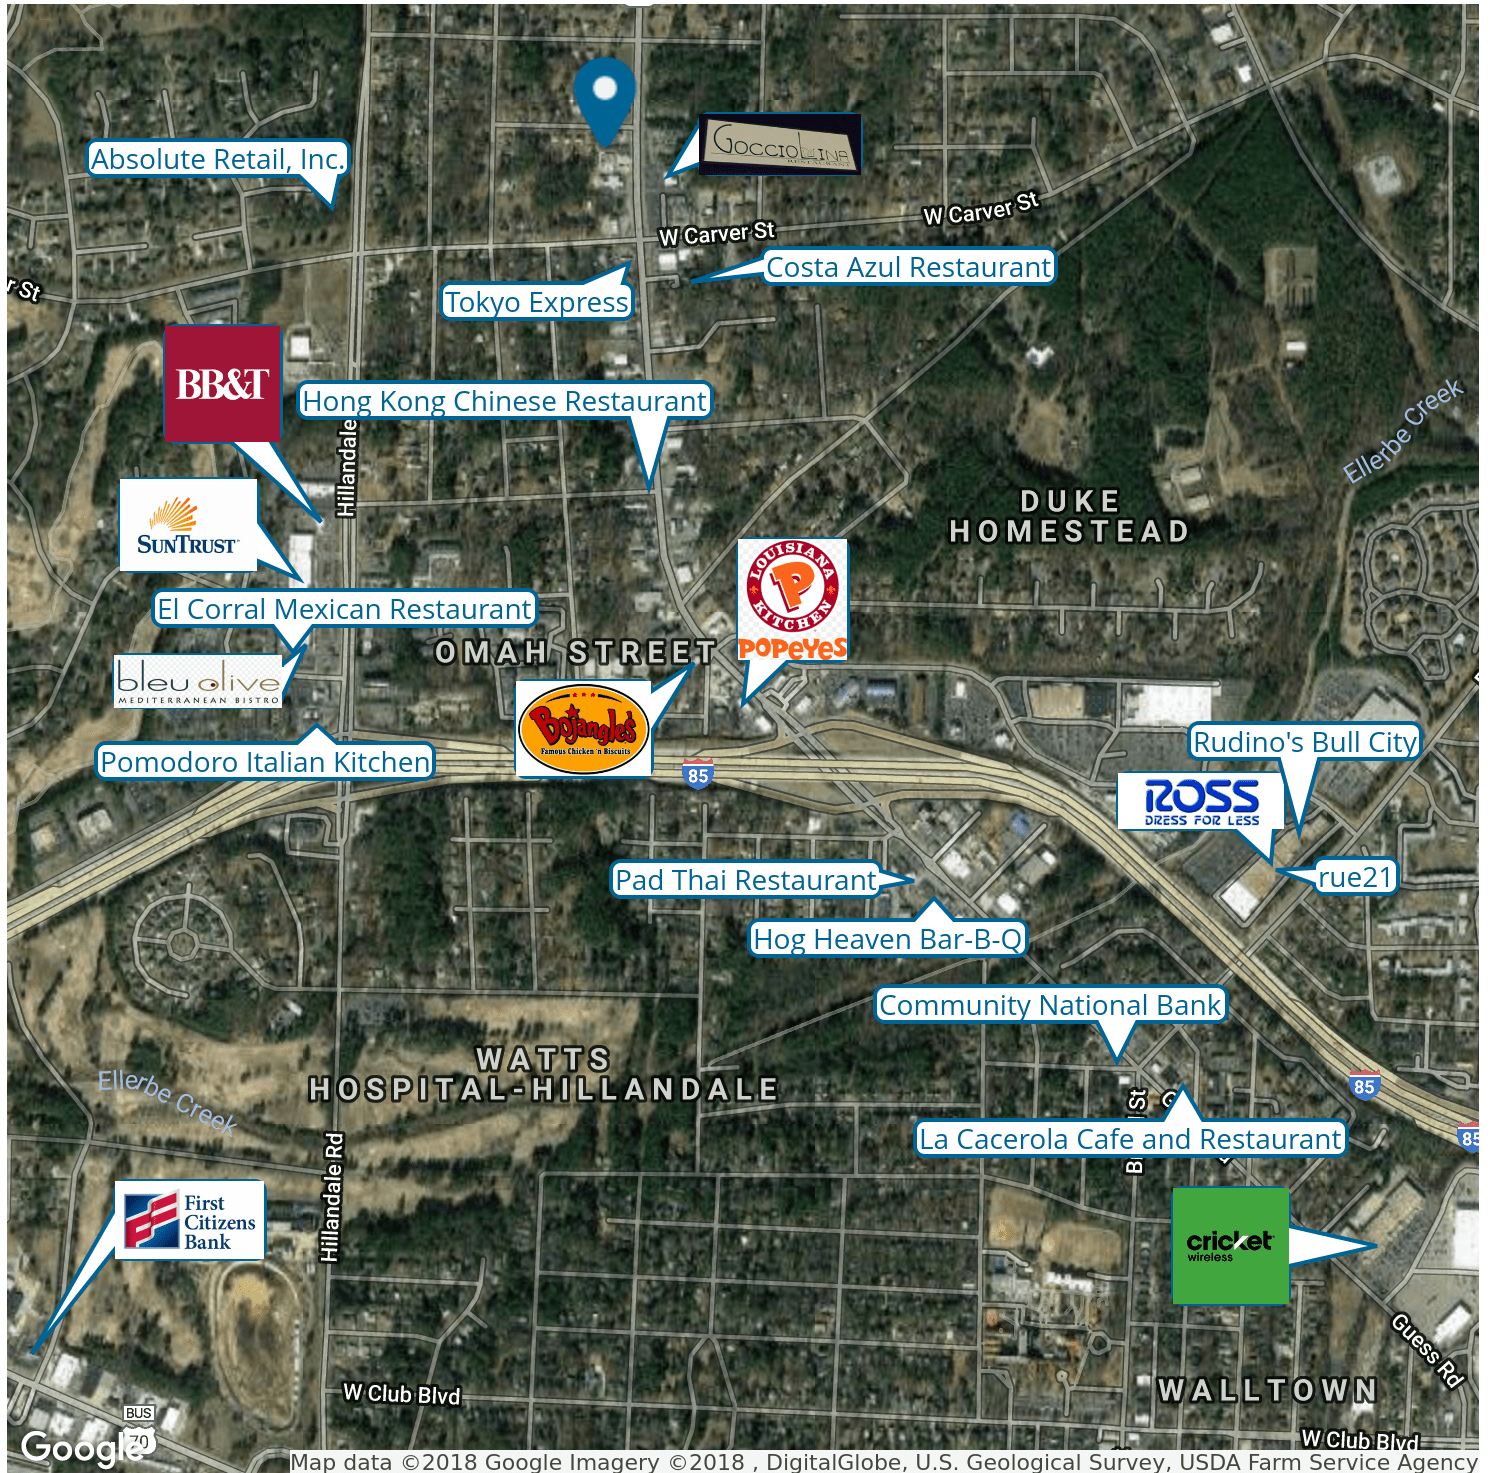 GOCCIOLINA
RESTAURANT
Absolute Retail, Inc.
W Carver St
W Carver St
Costa Azul Restaurant
r St
Tokyo Express
BB&T
Hong Kong Chinese Restaurant
Ellerbe Creek
Hillandale
SUNTRUST
DUKE
HOMESTEAD
LOUISIANA
P
KITCHEN
POPEYES
El Corral Mexican Restaurant
OMAH STREET
bleu olive
MEDITERRANEAN BISTRO
Bojangles'
Famous Chicken 'n Biscuits
Pomodoro Italian Kitchen
85
Rudino's Bull City
ROSS
DRESS FOR LESS
Pad Thai Restaurant
rue21
Hog Heaven Bar-B-Q
Community National Bank
WATTS
HOSPITAL-HILLANDALE
Ellerbe Creek
85
La Cacerola Cafe and Restaurant
85
Hillandale Rd
First
Citizens
Bank
cricket
wireless
Guess Rd
W Club Blvd
WALLTOWN
BUS
70
W Club Blvd
Google
Map data ©2018 Google Imagery ©2018 , DigitalGlobe, U.S. Geological Survey, USDA Farm Service Agency